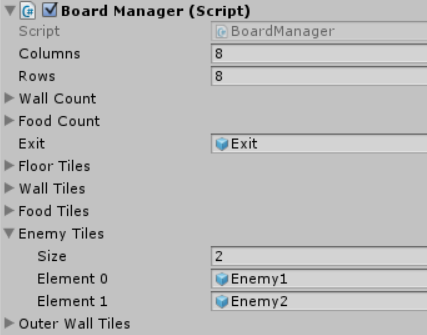 Board Manager (Script)
Script BoardManager
Columns 8
Rows 8
Wall Count
Food Count
Exit Exit
Floor Tiles
Wall Tiles
Food Tiles
Enemy Tiles
Size 2
Element 0 Enemy1
Element 1 Enemy2
Outer Wall Tiles